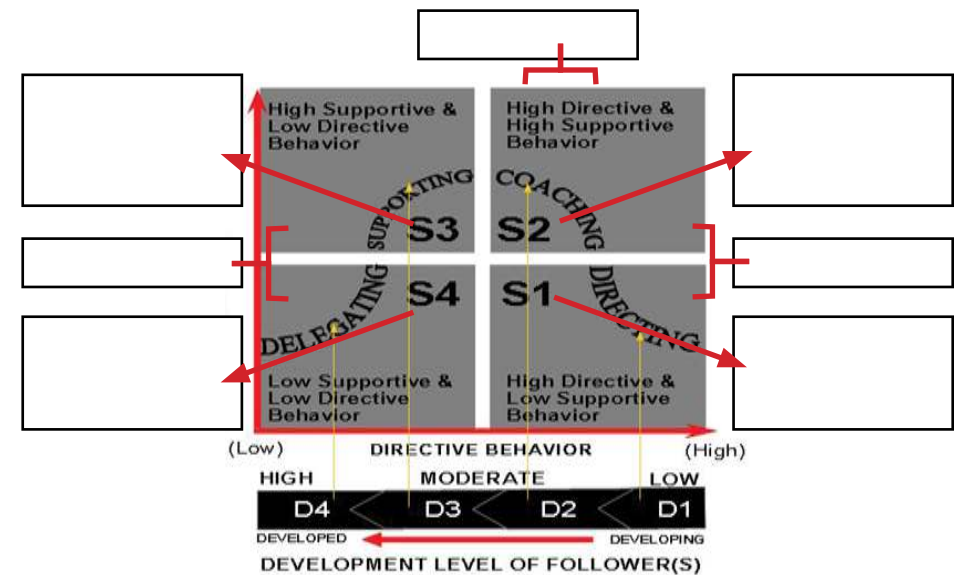 High Supportive &
Low Directive
Behavior
High Directive &
High Supportive
Behavior
SUPPORTING
COACHING
S3
S2
DELEGATING
DIRECTING
S4
S1
Low Supportive &
Low Directive
Behavior
High Directive &
Low Supportive
Behavior
(Low)
DIRECTIVE BEHAVIOR
(High)
HIGH
MODERATE
LOW
D4
D3
D2
D1
DEVELOPED
DEVELOPING
DEVELOPMENT LEVEL OF FOLLOWER(S)